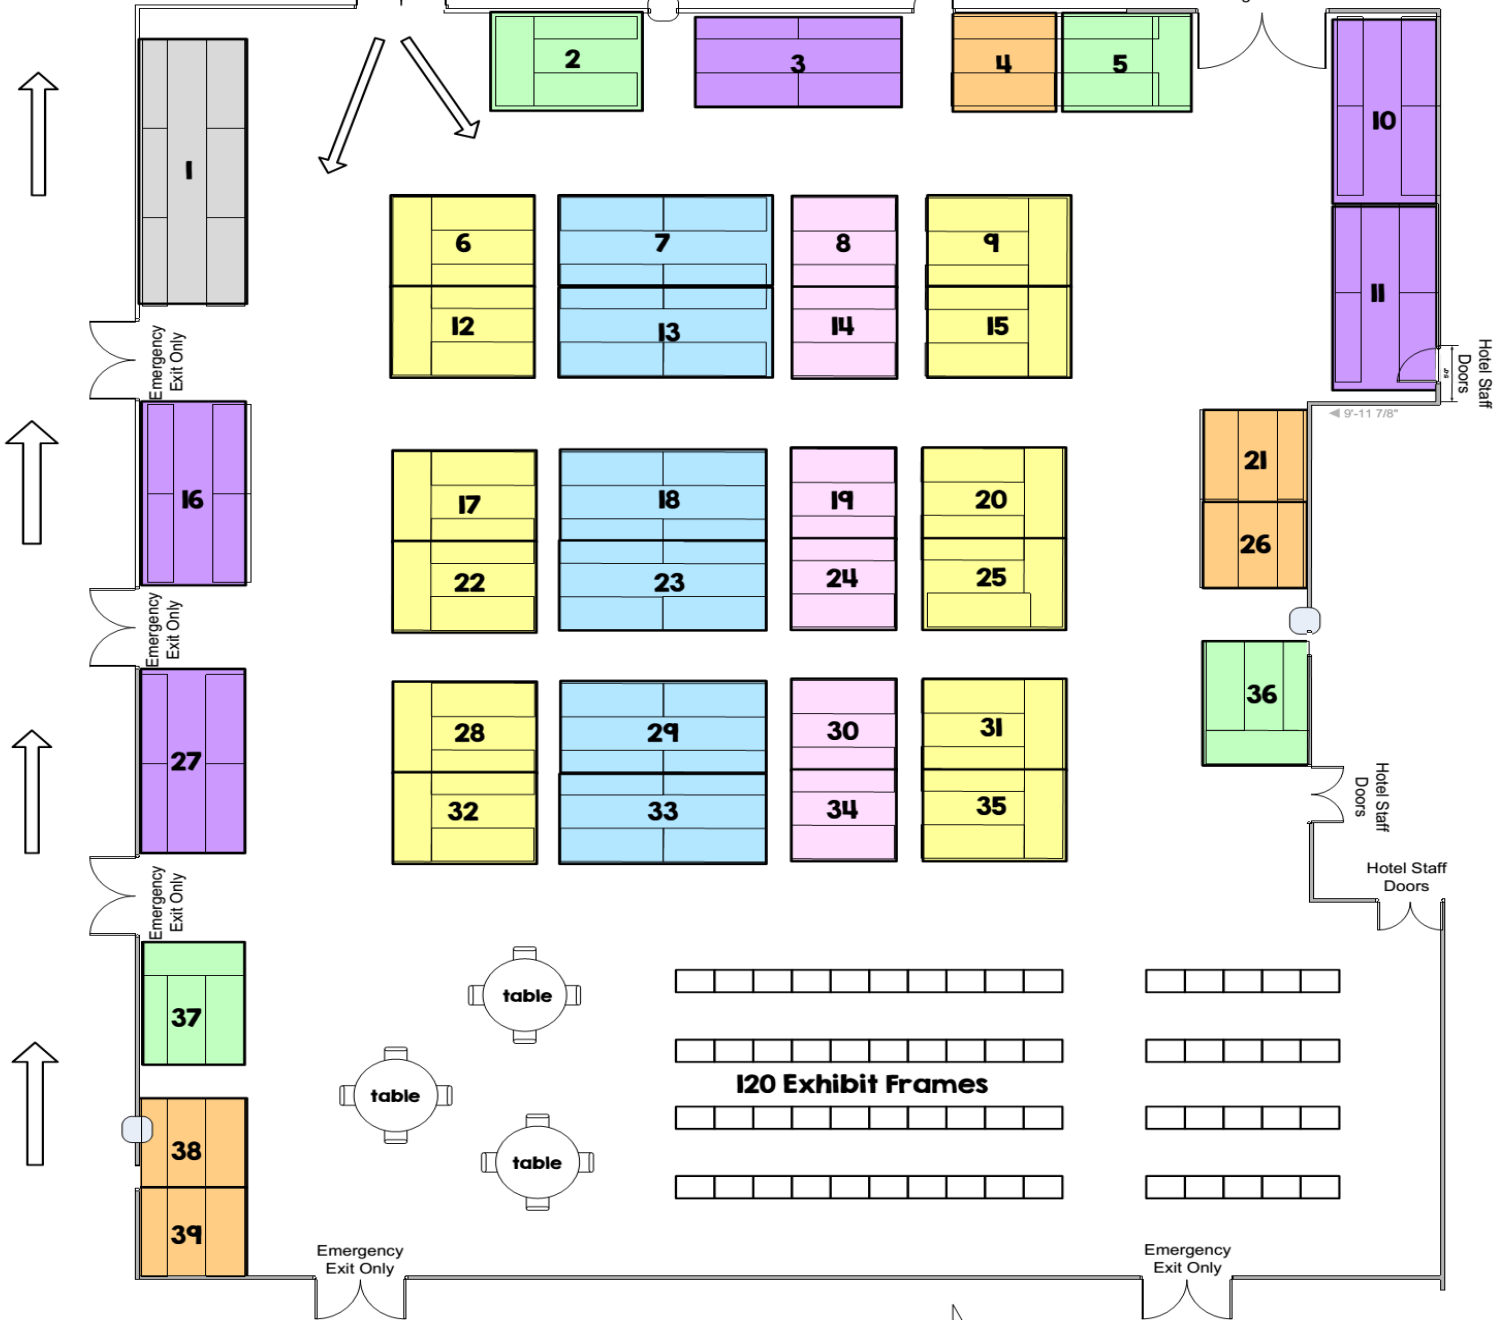 2
3
4
5
10
1
6
7
8
9
11
12
13
14
15
Emergency
Exit Only
Hotel Staff
Doors
9'-11 7/8"
16
17
18
19
20
21
22
23
24
25
26
Emergency
Exit Only
27
28
29
30
31
36
32
33
34
35
Hotel Staff
Doors
Emergency
Exit Only
Hotel Staff
Doors
37
table
table
120 Exhibit Frames
38
table
39
Emergency
Exit Only
Emergency
Exit Only